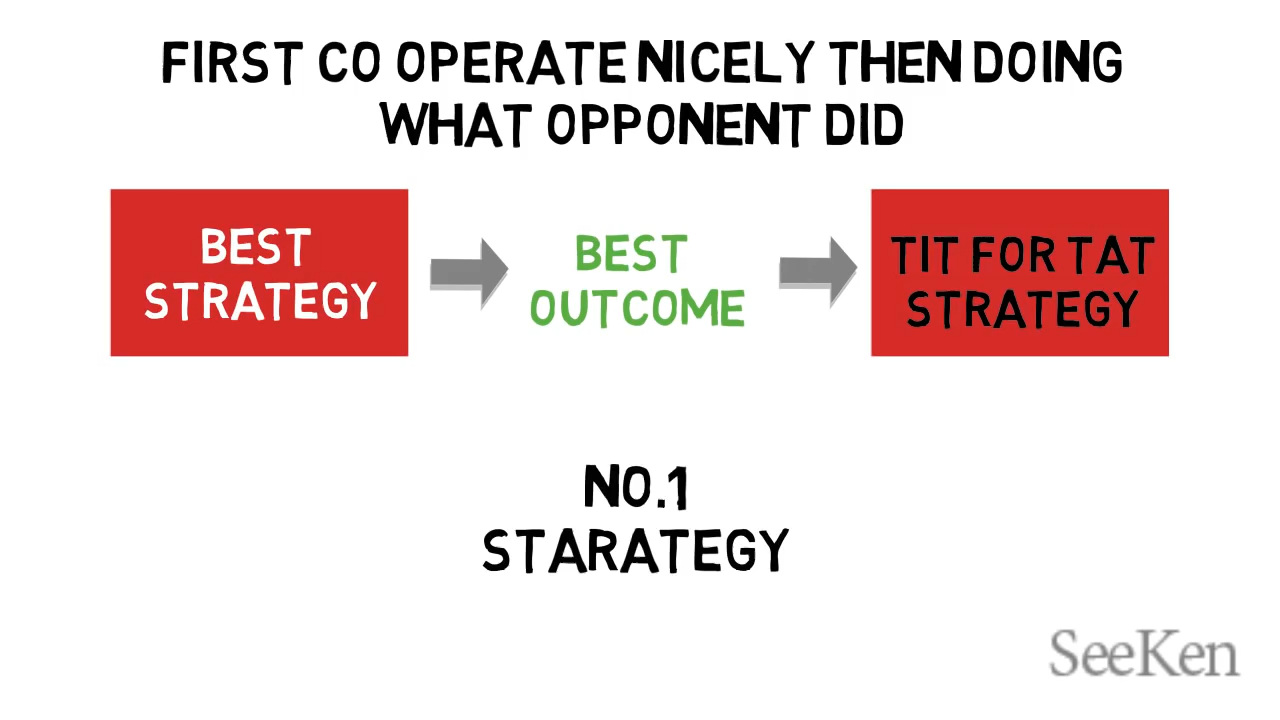 FIRST CO OPERATE NICELY THEN DOING
WHAT OPPONENT DID
BEST
STRATEGY
BEST
OUTCOME
TIT FOR TAT
STRATEGY
NO.1
STARATEGY
SeeKen